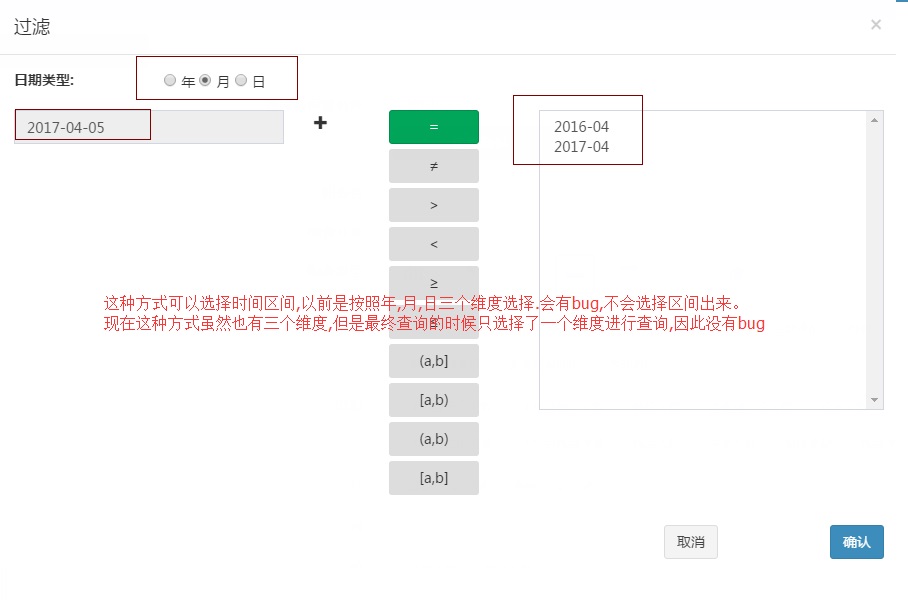 过滤
×
日期类型:
年 月 日
2017-04-05
+
=
≠
>
<
≥
(a,b]
[a,b)
(a,b)
[a,b]
2016-04
2017-04
这种方式可以选择时间区间,以前是按照年,月,日三个维度选择.会有bug,不会选择区间出来。
现在这种方式虽然也有三个维度,但是最终查询的时候只选择了一个维度进行查询,因此没有bug
取消
确认